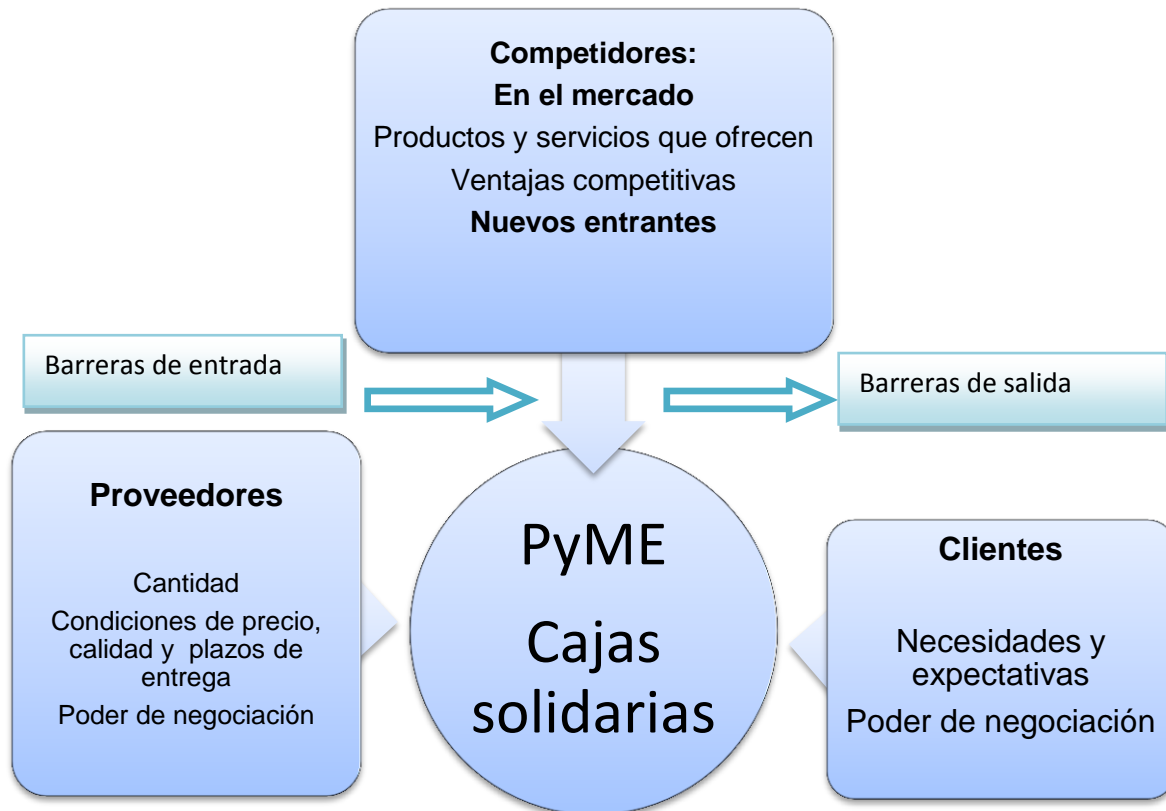 Competidores:
En el mercado
Productos y servicios que ofrecen
Ventajas competitivas
Nuevos entrantes
Barreras de entrada
Barreras de salida
Proveedores
Cantidad
Condiciones de precio,
calidad y plazos de
entrega
Poder de negociación
PyME
Cajas
solidarias
Clientes
Necesidades y
expectativas
Poder de negociación